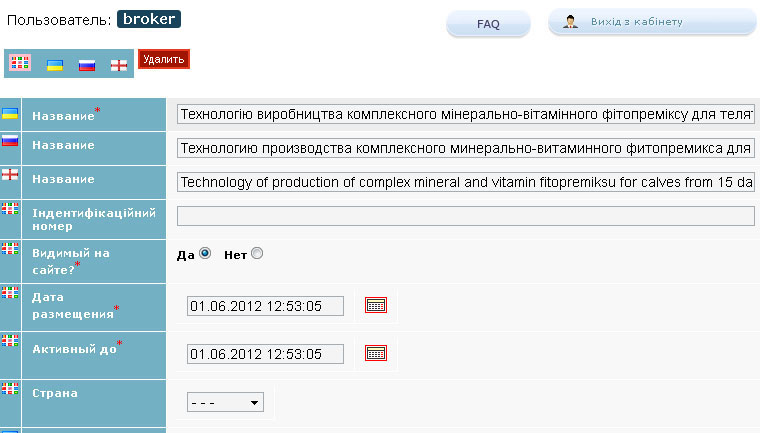 Пользователь: broker
FAQ
Вихід з кабінету
Удалить
Название*
Технологію виробництва комплексного мінерально-вітамінного фітопреміксу для телят
Название
Технологию производства комплексного минерально-витаминного фитопремикса для
Название
Technology of production of complex mineral and vitamin fitopremiksu for calves from 15 da
Індентифікаційний
номер
Видимый на
сайте?*
Да Нет
Дата
размещения*
01.06.2012 12:53:05
Активный до*
01.06.2012 12:53:05
Страна
- - -